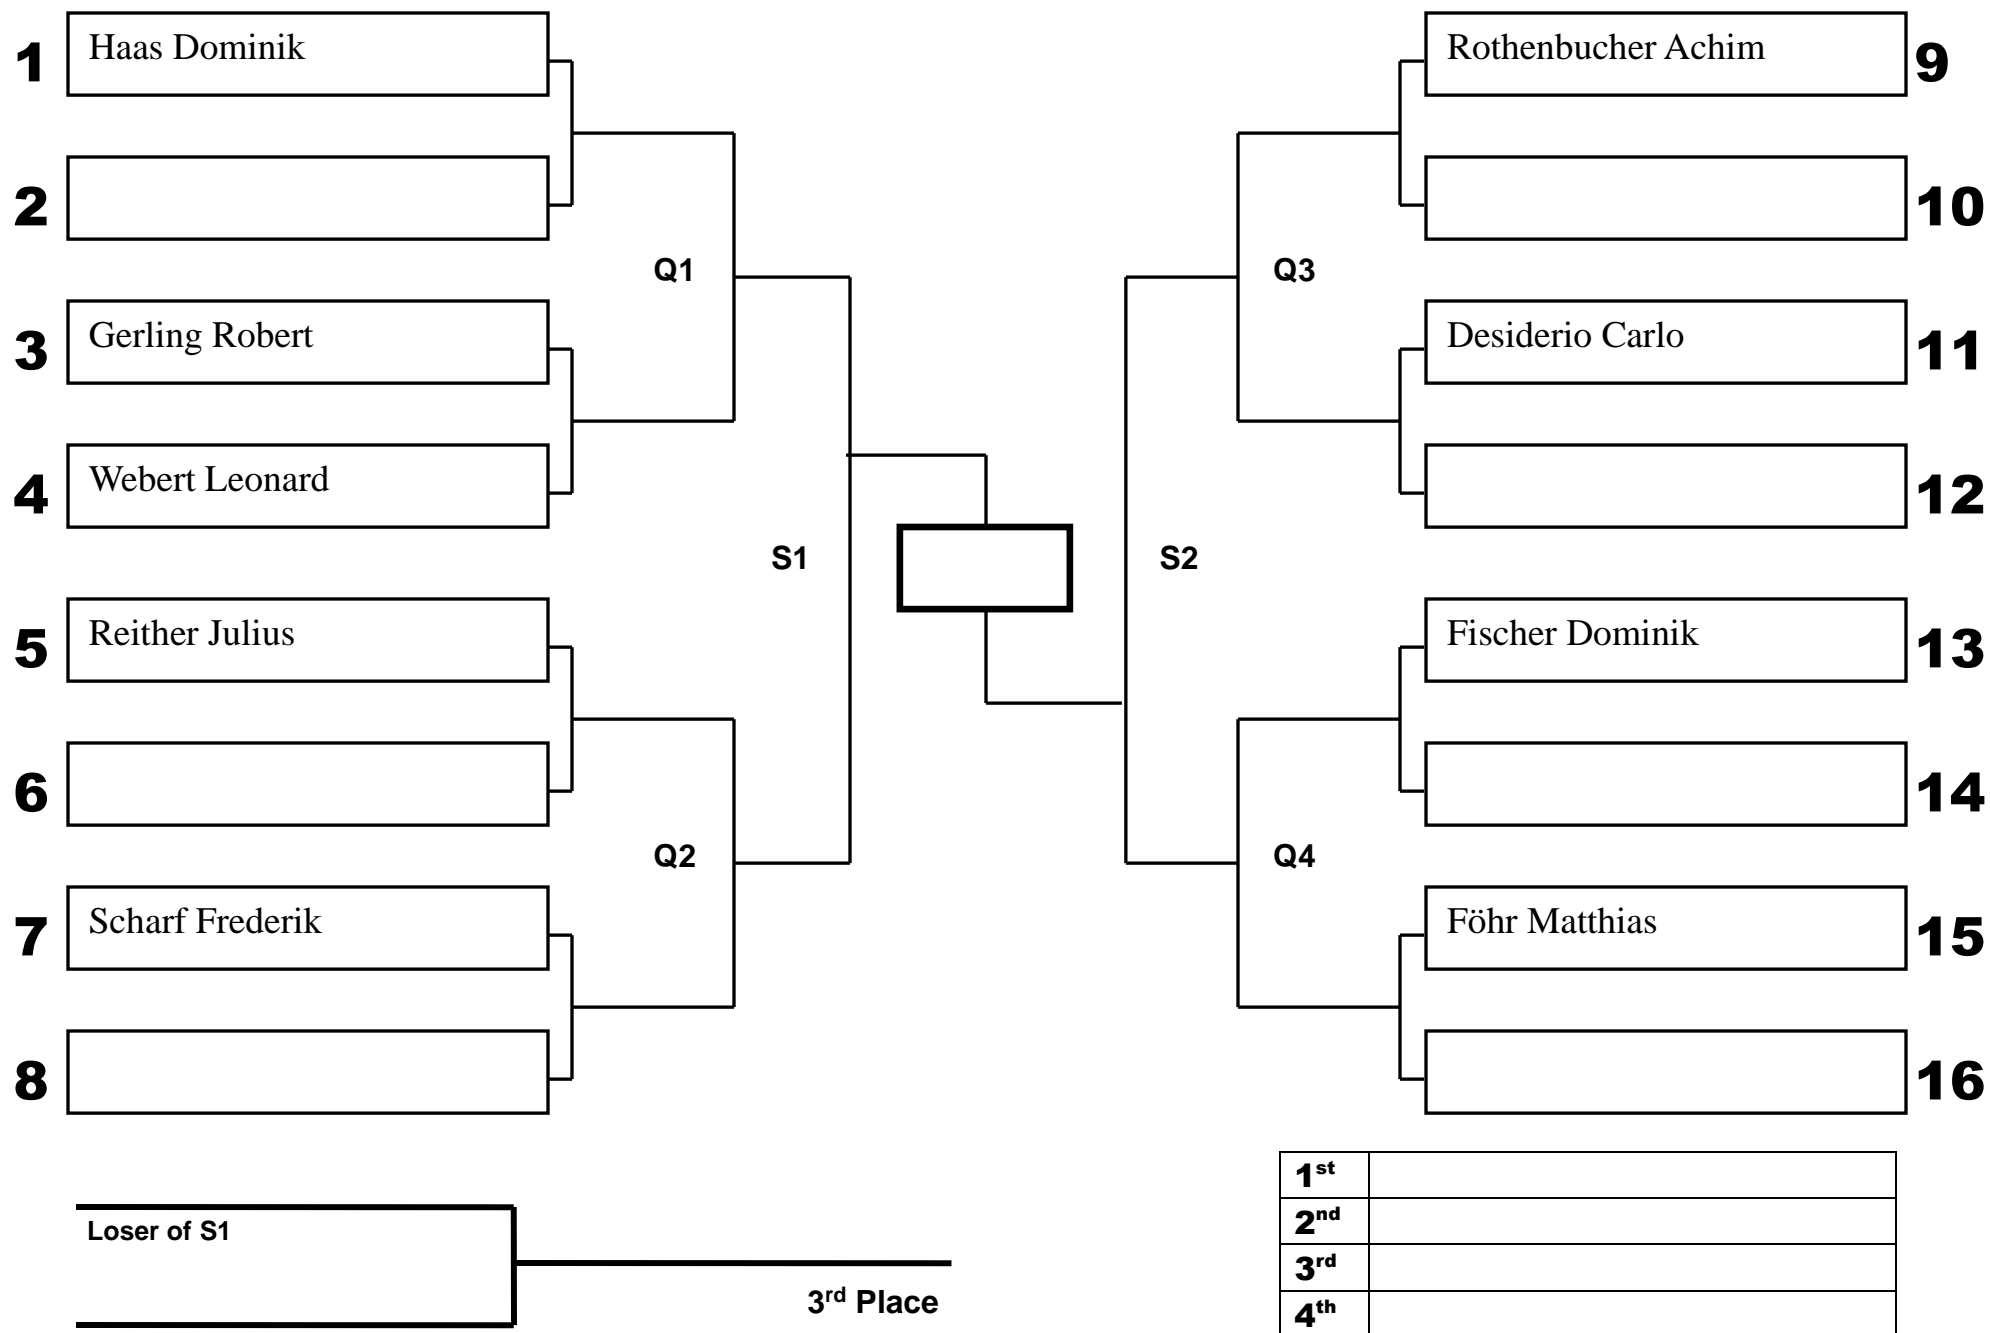 1 Haas Dominik
2
3 Gerling Robert
4 Webert Leonard
5 Reither Julius
6
7 Scharf Frederik
8
Q1
Q2
S1
S2
Q3
Q4
Rothenbucher Achim 9
10
Desiderio Carlo 11
12
Fischer Dominik 13
14
Föhr Matthias 15
16
Loser of S1
3rd Place
1st
2nd
3rd
4th